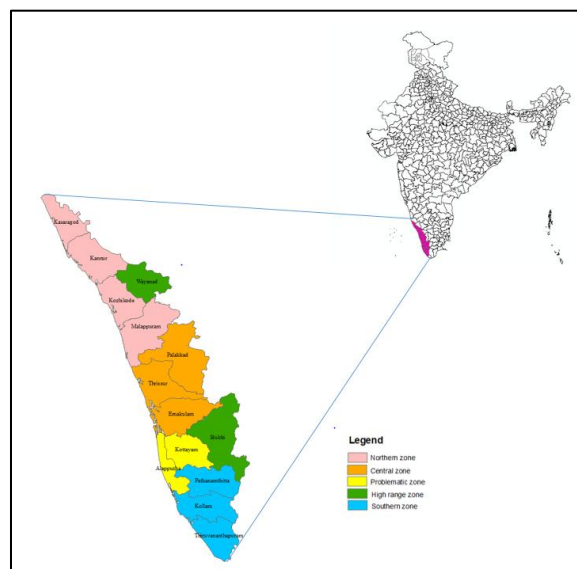 Kasaragod
Kannur
Wayanad
Kozhikode
Malappuram
Palakkad
Thrissur
Ernakulam
Idukki
Kottayam
Alappuzha
Pathanamthitta
Kollam
Thiruvananthapuram
Legend
Northern zone
Central zone
Problematic zone
High range zone
Southern zone